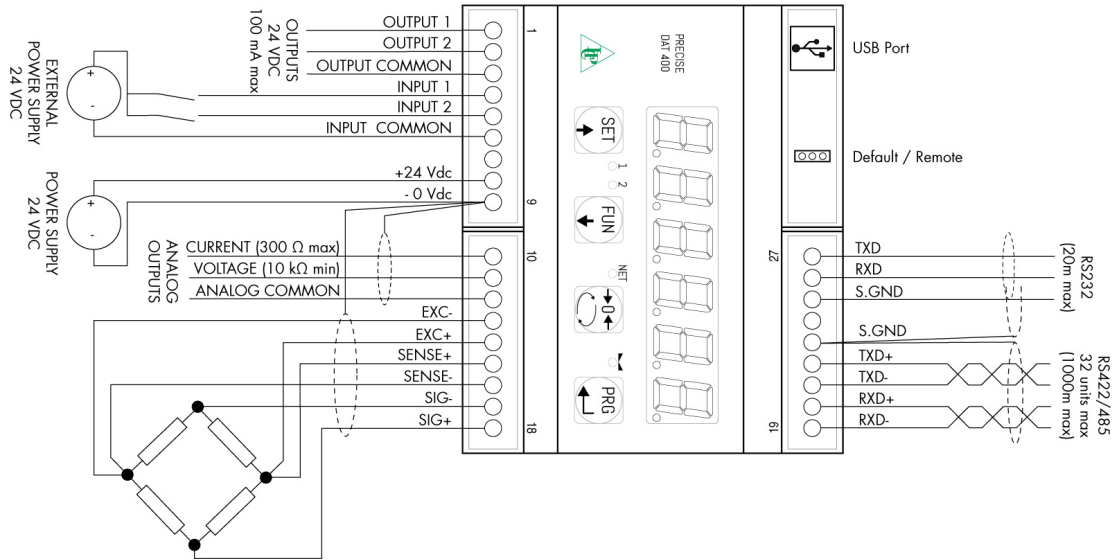 OUTPUT 1
OUTPUT 2
OUTPUT COMMON
INPUT 1
INPUT 2
INPUT COMMON
+24 Vdc
- 0 Vdc
OUTPUTS
24 VDC
100 mA max
EXTERNAL
POWER SUPPLY
24 VDC
+
-
POWER SUPPLY
24 VDC
+
-
CURRENT (300 Ω max)
VOLTAGE (10 kΩ min)
ANALOG COMMON
ANALOG
OUTPUTS
EXC-
EXC+
SENSE+
SENSE-
SIG-
SIG+
1
9
10
18
PRECISE
DAT 400
SET
1
2
FUN
NET
0
PRG
USB Port
Default / Remote
27
19
TXD
RXD
S.GND
S.GND
TXD+
TXD-
RXD+
RXD-
RS232
(20m max)
RS422/485
32 units max
(1000m max)